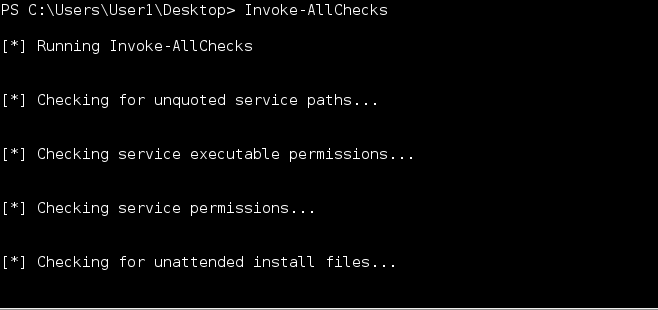 PS C:\Users\User1\Desktop> Invoke-AllChecks
[*] Running Invoke-AllChecks
[*] Checking for unquoted service paths...
[*] Checking service executable permissions...
[*] Checking service permissions...
[*] Checking for unattended install files...